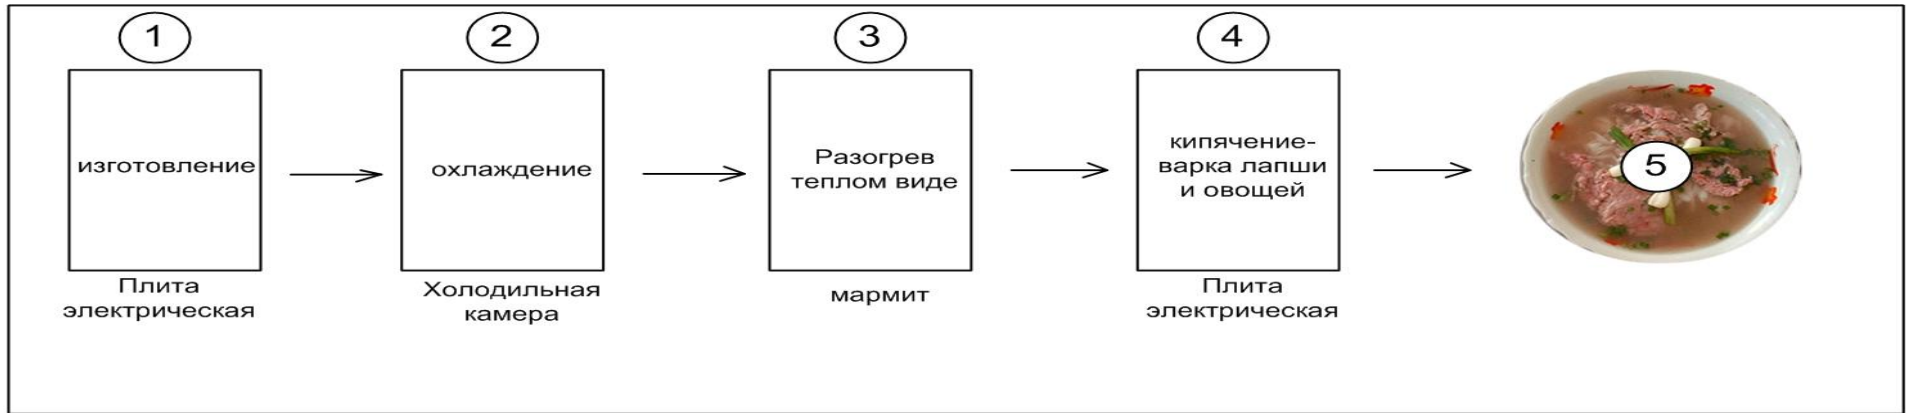 1
2
3
4
изготовление
охлаждение
Разогрев
теплом виде
кипячение-
варка лапши
и овощей
5
Плита
электрическая
Холодильная
камера
мармит
Плита
электрическая